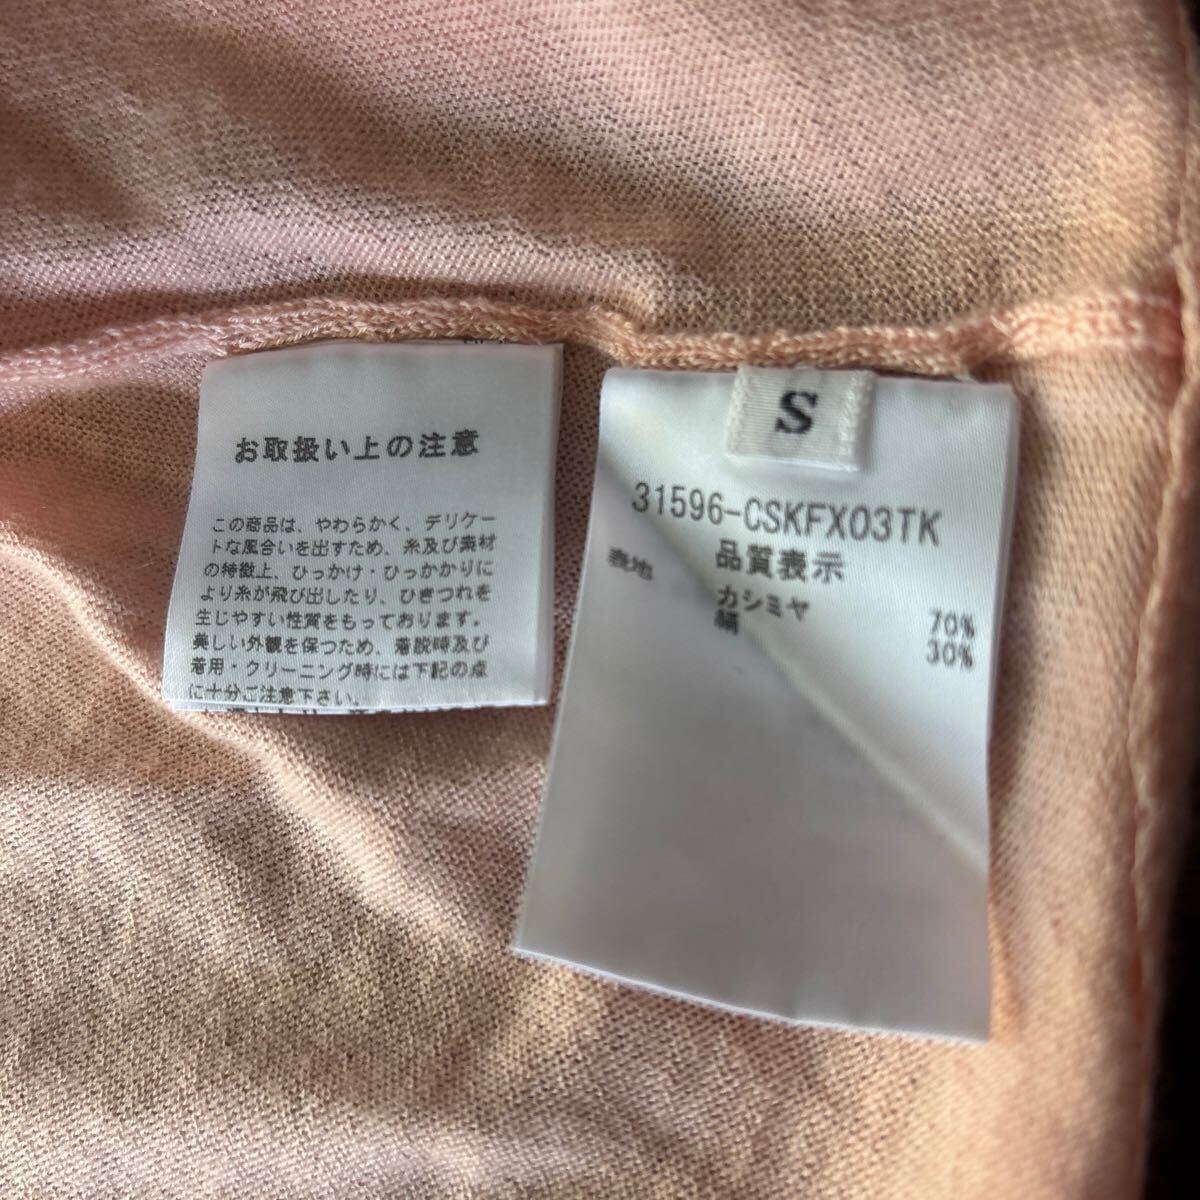 お取扱い上の注意
この商品は、やわらかく、デリケー
トな風合いを出すため、糸及び素材
の特徴上、ひっかけ・ひっかかりに
より糸が飛び出したり、ひきつれを
生じやすい性質をもっております。
美しい外観を保つため、着脱時及び
着用・クリーニング時には下記の点
に十分ご注意下さい。
S
31596-CSKFX03TK
品質表示
表地
カシミヤ 70%
絹 30%